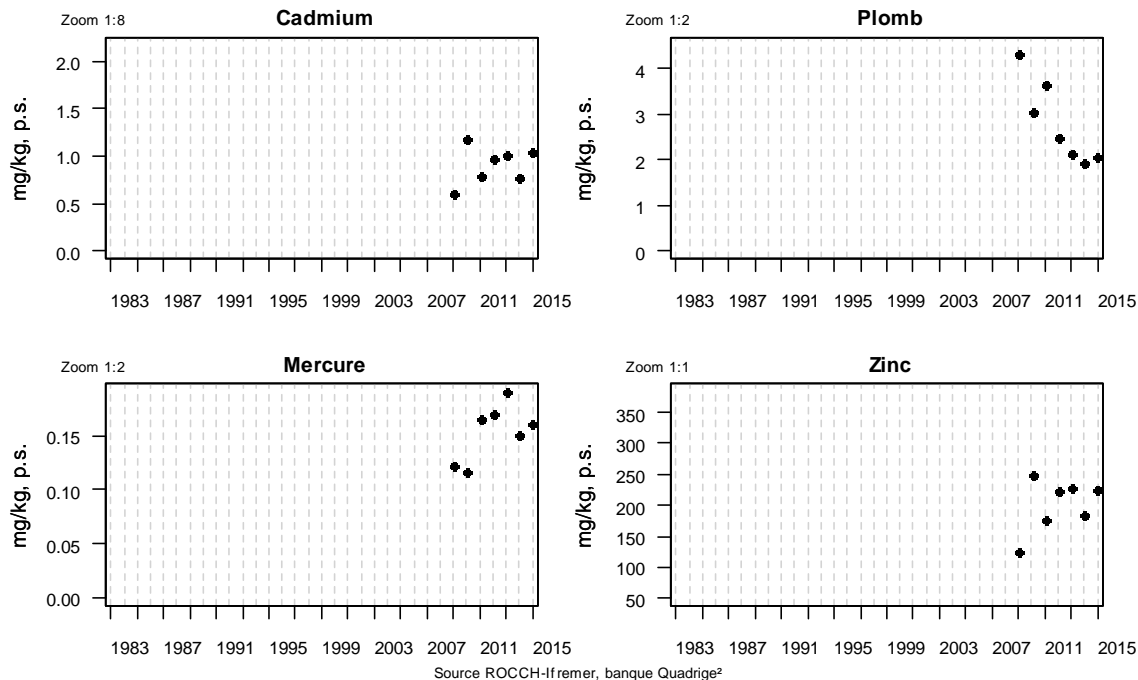 Zoom 1:8
Cadmium
mg/kg, p.s.
2.0
1.5
1.0
0.5
0.0
1983 1987 1991 1995 1999 2003 2007 2011 2015
Zoom 1:2
Plomb
mg/kg, p.s.
4
3
2
1
0
1983 1987 1991 1995 1999 2003 2007 2011 2015
Zoom 1:2
Mercure
mg/kg, p.s.
0.15
0.10
0.05
0.00
1983 1987 1991 1995 1999 2003 2007 2011 2015
Zoom 1:1
Zinc
mg/kg, p.s.
350
300
250
200
150
100
50
1983 1987 1991 1995 1999 2003 2007 2011 2015
Source ROCCH-Ifremer, banque Quadrige²